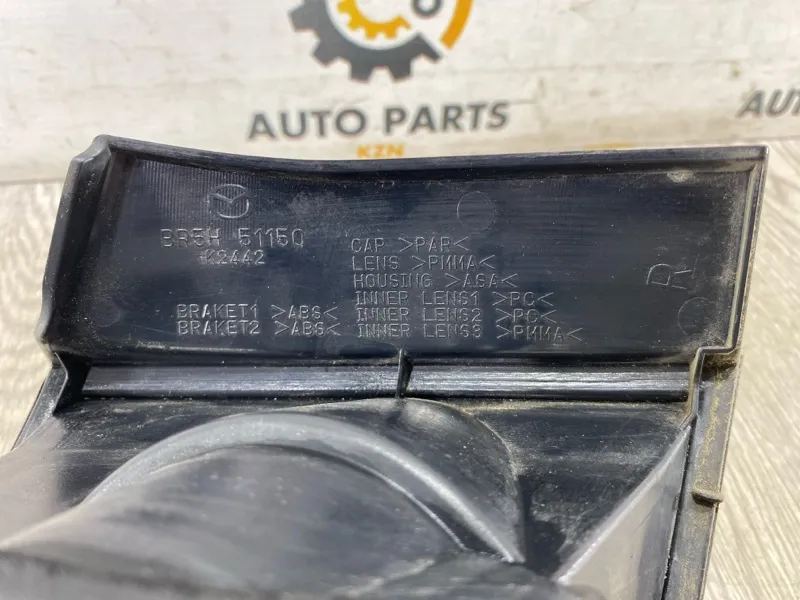 AUTO PARTS
KZN
AUTO
BR5H 51150
K2442
CAP >PAR<
LENS >PMMA<
HOUSING >ASA<
INNER LENS1 >PC<
INNER LENS2 >PC<
INNER LENS3 >PMMA<
BRAKET1 >ABS<
BRAKET2 >ABS<
R